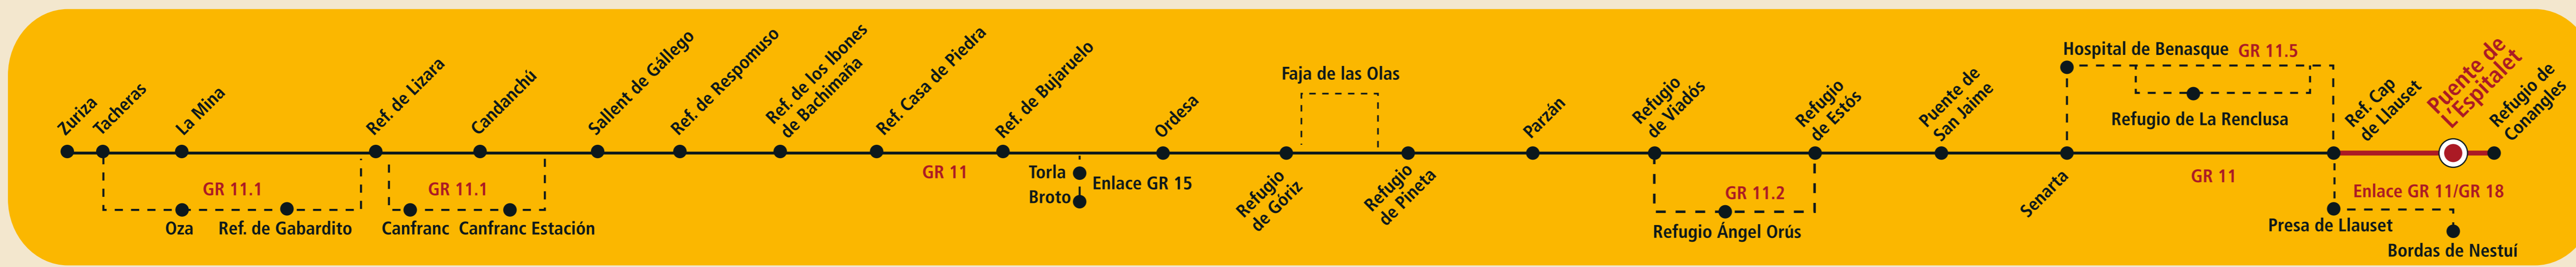 Zuriza
Tacheras
La Mina
Ref. de Lizara
Candanchú
Sallent de Gállego
Ref. de Respomuso
Ref. de los Ibones
de Bachimaña
Ref. Casa de Piedra
Ref. de Bujaruelo
Ordesa
Faja de las Olas
Parzán
Refugio
de Viadós
Refugio
de Estós
Puente de
San Jaime
Hospital de Benasque
GR 11.5
Refugio de La Renclusa
Ref. Cap
de Llauset
Puente de
L'Espitalet
Refugio de
Conangles
GR 11.1
Oza
Ref. de Gabardito
GR 11.1
Canfranc
Canfranc Estación
GR 11
Torla
Broto
Enlace GR 15
Refugio
de Góriz
Refugio
de Pineta
GR 11.2
Refugio Ángel Orús
Senarta
GR 11
Enlace GR 11/GR 18
Presa de Llauset
Bordas de Nestuí